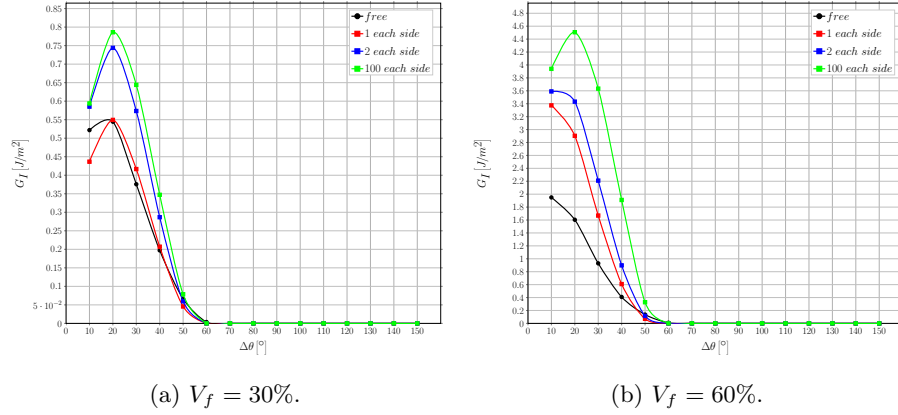 0.85
0.8
0.75
0.7
0.65
0.6
0.55
0.5
0.45
0.4
0.35
0.3
0.25
0.2
0.15
0.1
5 · 10⁻²
0
G_I [J/m²]
0 10 20 30 40 50 60 70 80 90 100 110 120 130 140 150
Δθ [°]
free
1 each side
2 each side
100 each side
(a) V_f = 30%.
4.8
4.6
4.4
4.2
4
3.8
3.6
3.4
3.2
3
2.8
2.6
2.4
2.2
2
1.8
1.6
1.4
1.2
1
0.8
0.6
0.4
0.2
0
G_I [J/m²]
0 10 20 30 40 50 60 70 80 90 100 110 120 130 140 150
Δθ [°]
free
1 each side
2 each side
100 each side
(b) V_f = 60%.